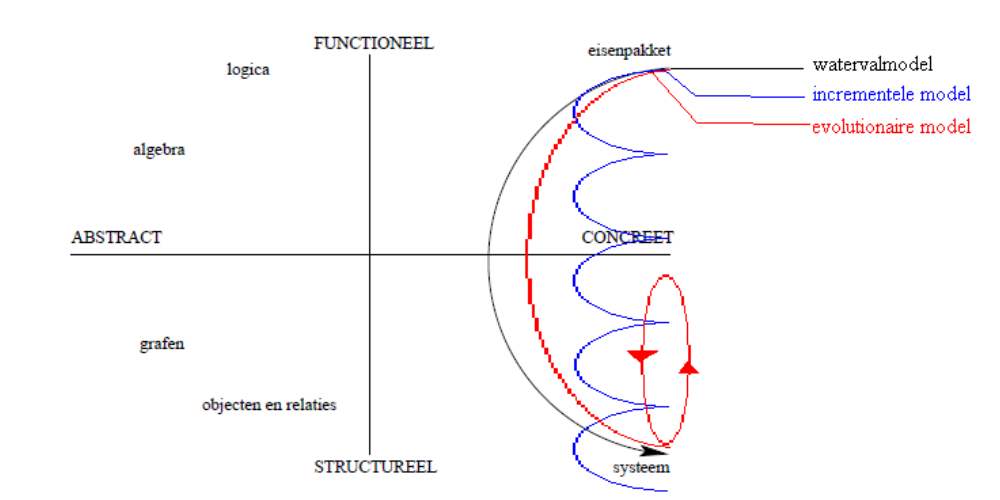 FUNCTIONEEL
eisenpakket
logica
watervalmodel
incrementele model
evolutionaire model
algebra
ABSTRACT
CONCREET
grafen
objecten en relaties
STRUCTUREEL
systeem